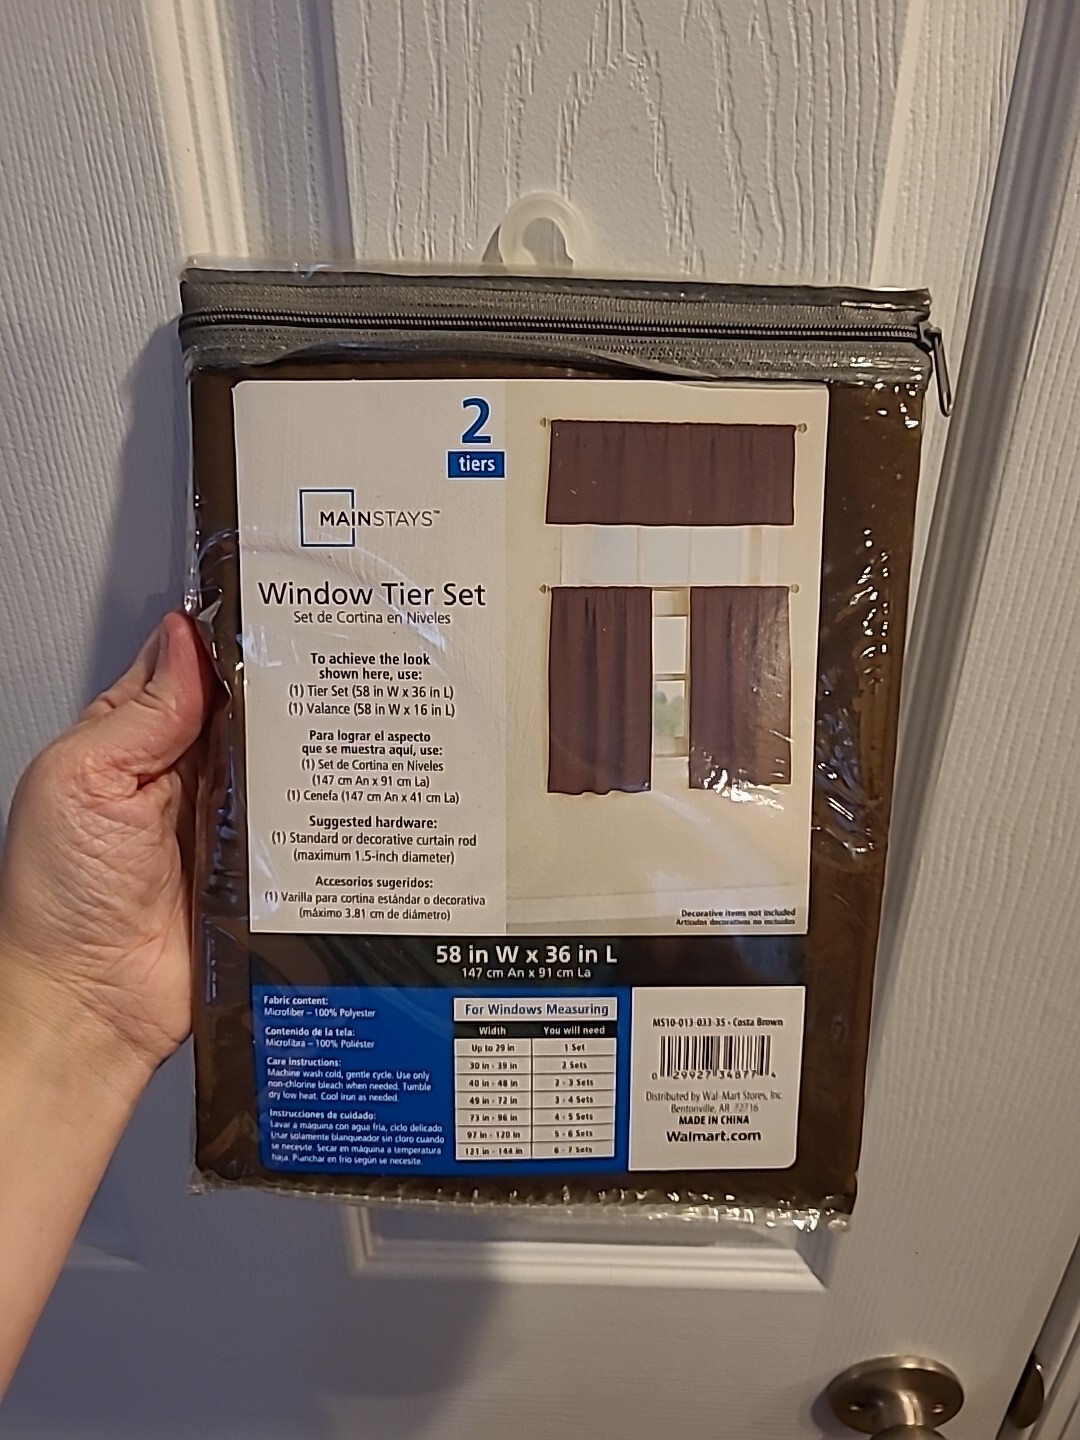 2
tiers
MAINSTAYS™
Window Tier Set
Set de Cortina en Niveles
To achieve the look
shown here, use:
(1) Tier Set (58 in W x 36 in L)
(1) Valance (58 in W x 16 in L)
Para lograr el aspecto
que se muestra aquí, use:
(1) Set de Cortina en Niveles
(147 cm An x 91 cm La)
(1) Cenefa (147 cm An x 41 cm La)
Suggested hardware:
(1) Standard or decorative curtain rod
(maximum 1.5-inch diameter)
Accesorios sugeridos:
(1) Varilla para cortina estándar o decorativa
(máximo 3.81 cm de diámetro)
Decorative items not included
Artículos decorativos no incluidos
58 in W x 36 in L
147 cm An x 91 cm La
Fabric content:
Microfiber – 100% Polyester
Contenido de la tela:
Microfibra – 100% Poliéster
Care instructions:
Machine wash cold, gentle cycle. Use only
non-chlorine bleach when needed. Tumble
dry low heat. Cool iron as needed.
Instrucciones de cuidado:
Lavar a máquina con agua fría, ciclo delicado
Usar solamente blanqueador sin cloro cuando
se necesite. Secar en máquina a temperatura
baja. Planchar en frío según se necesite.
For Windows Measuring
Width You will need
Up to 29 in 1 Set
30 in - 39 in 2 Sets
40 in - 48 in 2 - 3 Sets
49 in - 72 in 3 - 4 Sets
73 in - 96 in 4 - 5 Sets
97 in - 120 in 5 - 6 Sets
121 in - 144 in 6 - 7 Sets
MS10-013-033-35 - Costa Brown
0 29927 34877 4
Distributed by Wal-Mart Stores, Inc.
Bentonville, AR 72716
MADE IN CHINA
Walmart.com